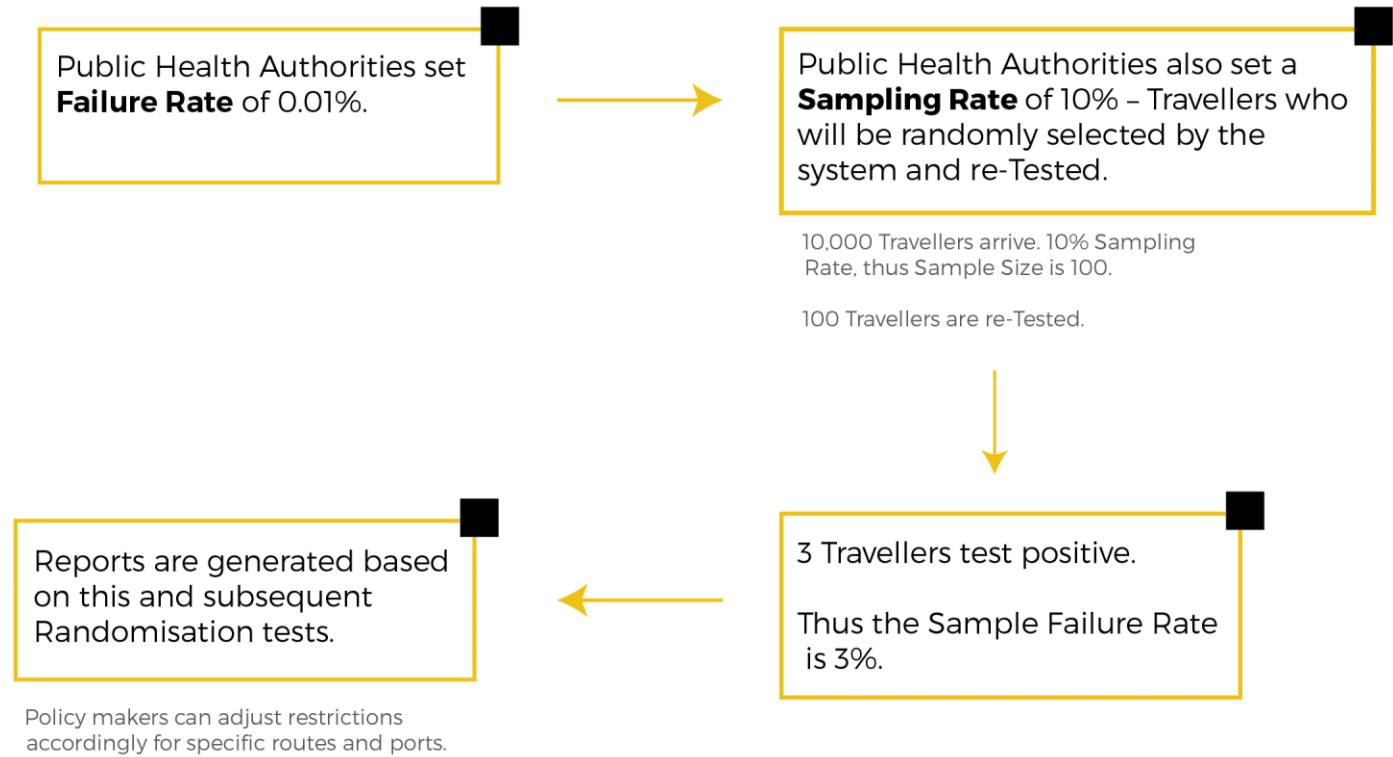 Public Health Authorities set
Failure Rate of 0.01%.
Public Health Authorities also set a
Sampling Rate of 10% – Travellers who
will be randomly selected by the
system and re-Tested.
10,000 Travellers arrive. 10% Sampling
Rate, thus Sample Size is 100.
100 Travellers are re-Tested.
3 Travellers test positive.
Thus the Sample Failure Rate
is 3%.
Reports are generated based
on this and subsequent
Randomisation tests.
Policy makers can adjust restrictions
accordingly for specific routes and ports.